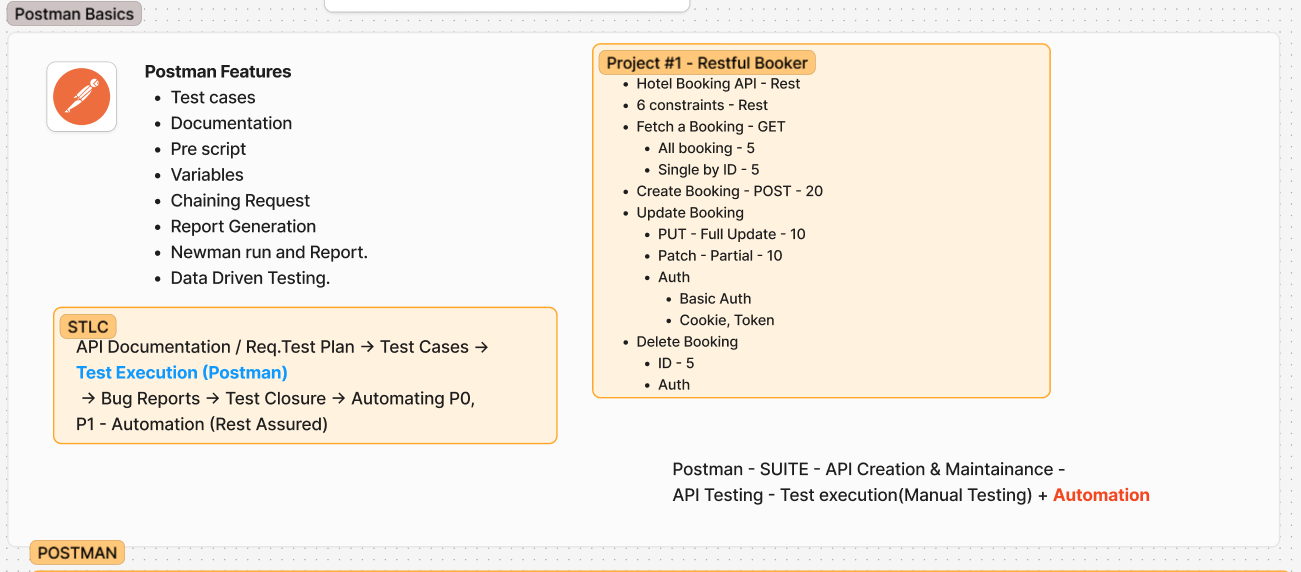 Postman Basics
Postman Features
• Test cases
• Documentation
• Pre script
• Variables
• Chaining Request
• Report Generation
• Newman run and Report.
• Data Driven Testing.
STLC
API Documentation / Req.Test Plan → Test Cases →
Test Execution (Postman)
→ Bug Reports → Test Closure → Automating P0,
P1 - Automation (Rest Assured)
Project #1 - Restful Booker
• Hotel Booking API - Rest
• 6 constraints - Rest
• Fetch a Booking - GET
• All booking - 5
• Single by ID - 5
• Create Booking - POST - 20
• Update Booking
• PUT - Full Update - 10
• Patch - Partial - 10
• Auth
• Basic Auth
• Cookie, Token
• Delete Booking
• ID - 5
• Auth
Postman - SUITE - API Creation & Maintainance -
API Testing - Test execution(Manual Testing) + Automation
POSTMAN